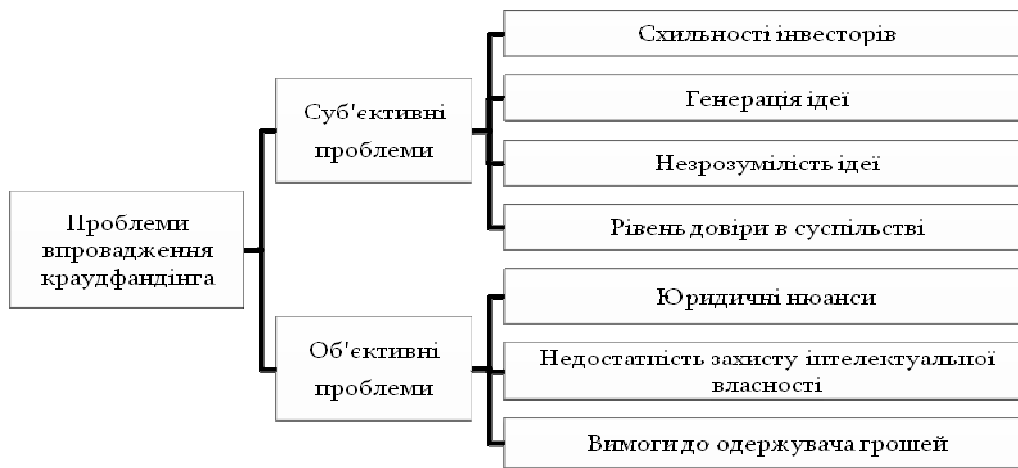 Проблеми
впровадження
краудфандінга
Суб'єктивні
проблеми
Схильності інвесторів
Генерація ідеї
Незрозумілість ідеї
Рівень довіри в суспільстві
Об'єктивні
проблеми
Юридичні нюанси
Недостатність захисту інтелектуальної
власності
Вимоги до одержувача грошей